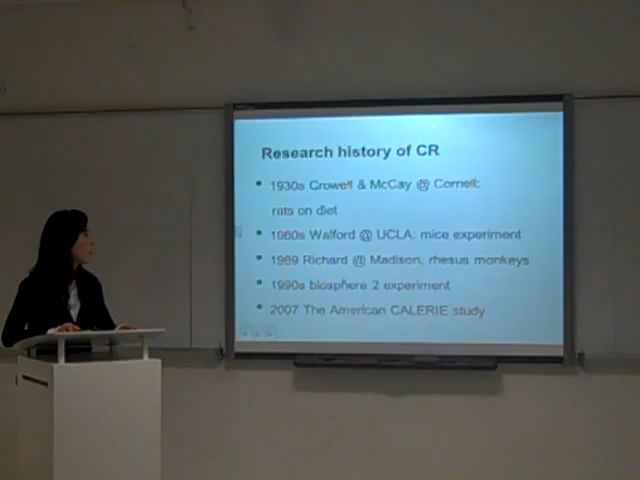 Research history of CR
• 1930s Crowell & McCay @ Cornell:
rats on diet
• 1960s Walford @ UCLA, mice experiment
• 1989 Richard @ Madison, rhesus monkeys
• 1990s biosphere 2 experiment
• 2007 The American CALERIE study